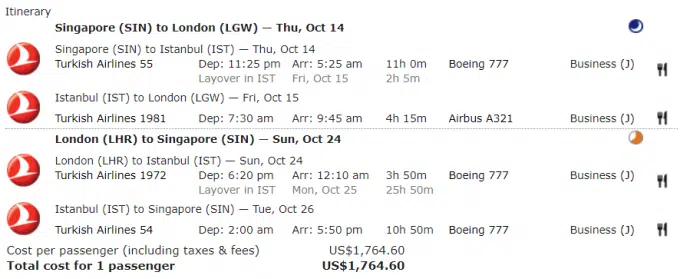 Itinerary
Singapore (SIN) to London (LGW) — Thu, Oct 14
Singapore (SIN) to Istanbul (IST) — Thu, Oct 14
Turkish Airlines 55 Dep: 11:25 pm Arr: 5:25 am 11h 0m Boeing 777 Business (J)
Layover in IST Fri, Oct 15 2h 5m
Istanbul (IST) to London (LGW) — Fri, Oct 15
Turkish Airlines 1981 Dep: 7:30 am Arr: 9:45 am 4h 15m Airbus A321 Business (J)
London (LHR) to Singapore (SIN) — Sun, Oct 24
London (LHR) to Istanbul (IST) — Sun, Oct 24
Turkish Airlines 1972 Dep: 6:20 pm Arr: 12:10 am 3h 50m Boeing 777 Business (J)
Layover in IST Mon, Oct 25 25h 50m
Istanbul (IST) to Singapore (SIN) — Tue, Oct 26
Turkish Airlines 54 Dep: 2:00 am Arr: 5:50 pm 10h 50m Boeing 777 Business (J)
Cost per passenger (including taxes & fees) US$1,764.60
Total cost for 1 passenger US$1,764.60